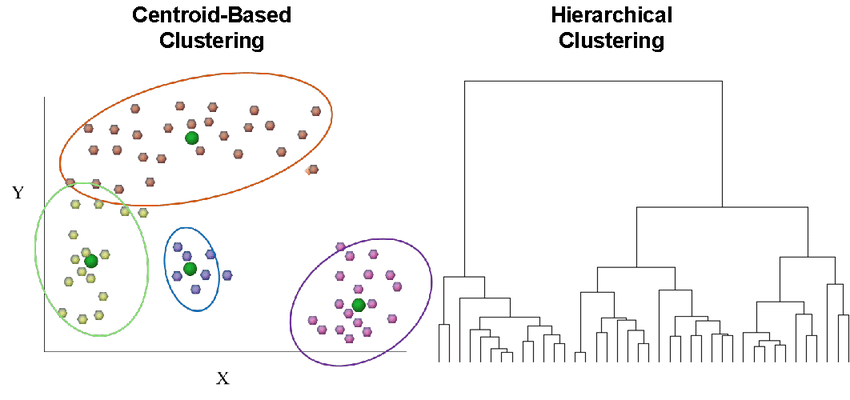 Centroid-Based
Clustering
Hierarchical
Clustering
Y
X